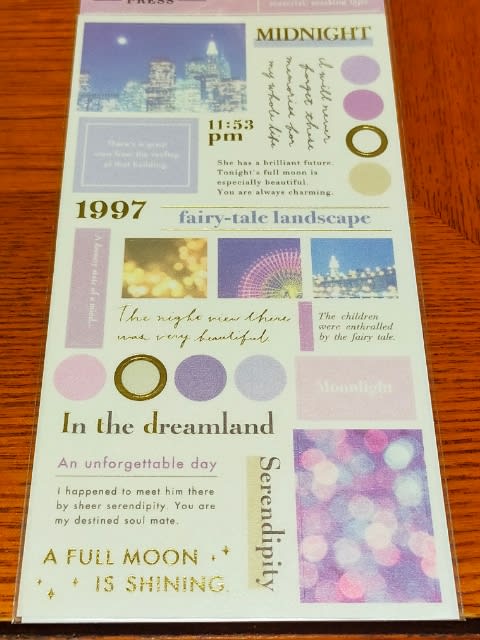 PRESS
material, masking type
MIDNIGHT
I will never
forget these
memories for
my whole life
11:53
pm
There's a great
view from the rooftop
of that building.
She has a brilliant future.
Tonight's full moon is
especially beautiful.
You are always charming.
1997
fairy-tale landscape
The night view there
was very beautiful.
The children
were enthralled
by the fairy tale.
Moonlight
In the dreamland
An unforgettable day
I happened to meet him there
by sheer serendipity. You are
my destined soul mate.
Serendipity
A FULL MOON
IS SHINING.